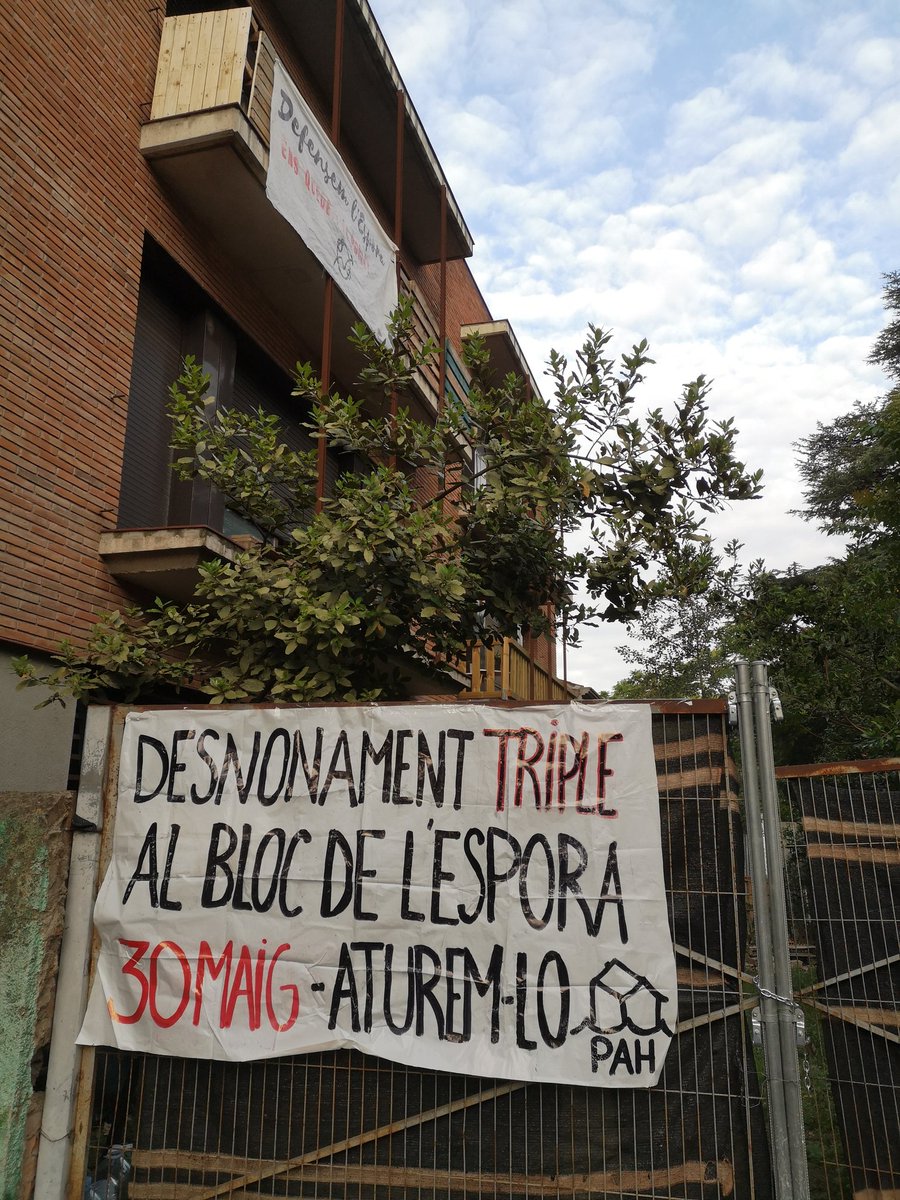 Defensem l'Espora
DESNONAMENT TRIPLE
AL BLOC DE L'ESPORA
30 MAIG - ATUREM-LO
PAH